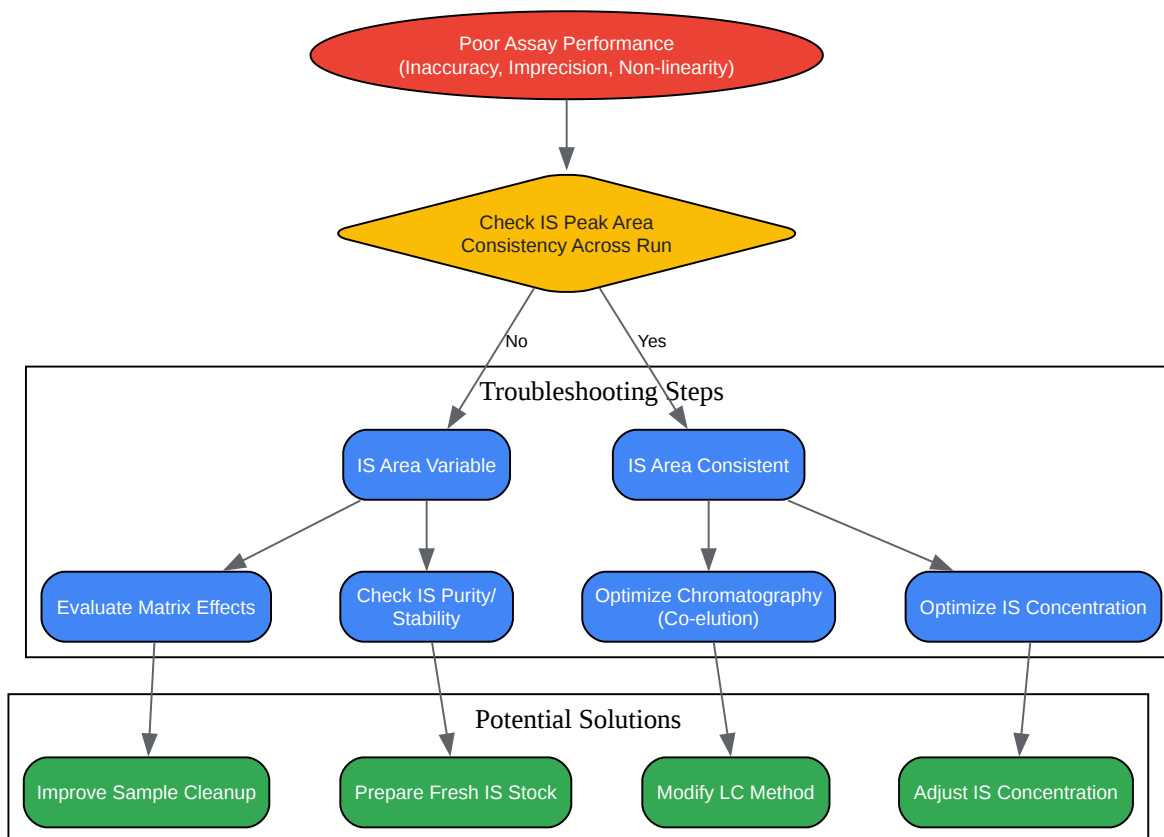 Poor Assay Performance
(Inaccuracy, Imprecision, Non-linearity)
Check IS Peak Area
Consistency Across Run
No
Yes
Troubleshooting Steps
IS Area Variable
IS Area Consistent
Evaluate Matrix Effects
Check IS Purity/
Stability
Optimize Chromatography
(Co-elution)
Optimize IS Concentration
Potential Solutions
Improve Sample Cleanup
Prepare Fresh IS Stock
Modify LC Method
Adjust IS Concentration